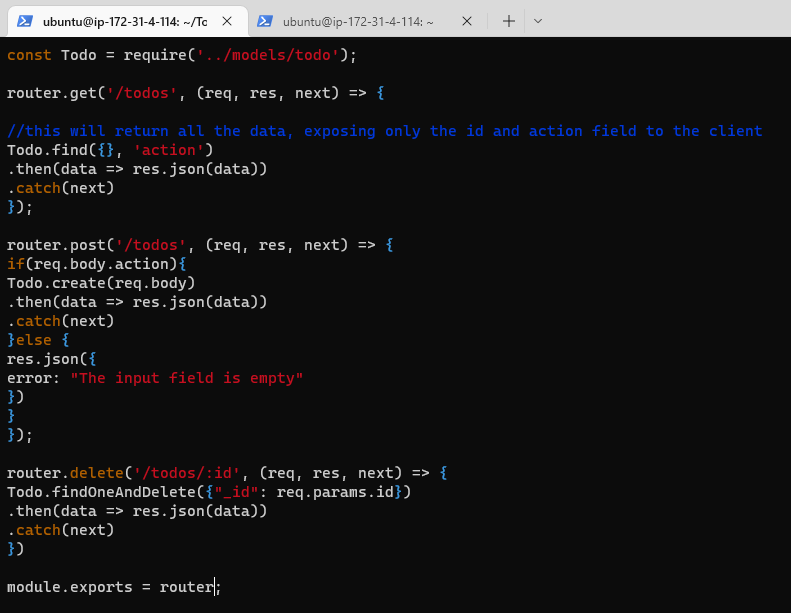 ubuntu@ip-172-31-4-114: ~/To
ubuntu@ip-172-31-4-114: ~
const Todo = require('../models/todo');
router.get('/todos', (req, res, next) => {
//this will return all the data, exposing only the id and action field to the client
Todo.find({}, 'action')
.then(data => res.json(data))
.catch(next)
});
router.post('/todos', (req, res, next) => {
if(req.body.action){
Todo.create(req.body)
.then(data => res.json(data))
.catch(next)
}else {
res.json({
error: "The input field is empty"
})
}
});
router.delete('/todos/:id', (req, res, next) => {
Todo.findOneAndDelete({"_id": req.params.id})
.then(data => res.json(data))
.catch(next)
})
module.exports = router;